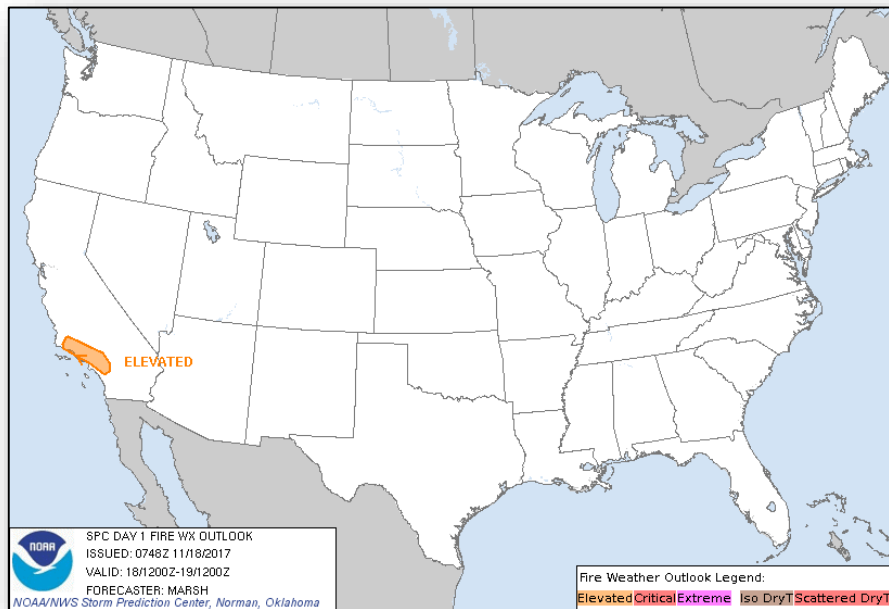 ELEVATED
NOAA
SPC DAY 1 FIRE WX OUTLOOK
ISSUED: 0748Z 11/18/2017
VALID: 18/1200Z-19/1200Z
FORECASTER: MARSH
NOAA/NWS Storm Prediction Center, Norman, Oklahoma
Fire Weather Outlook Legend:
Elevated Critical Extreme Iso DryT Scattered DryT